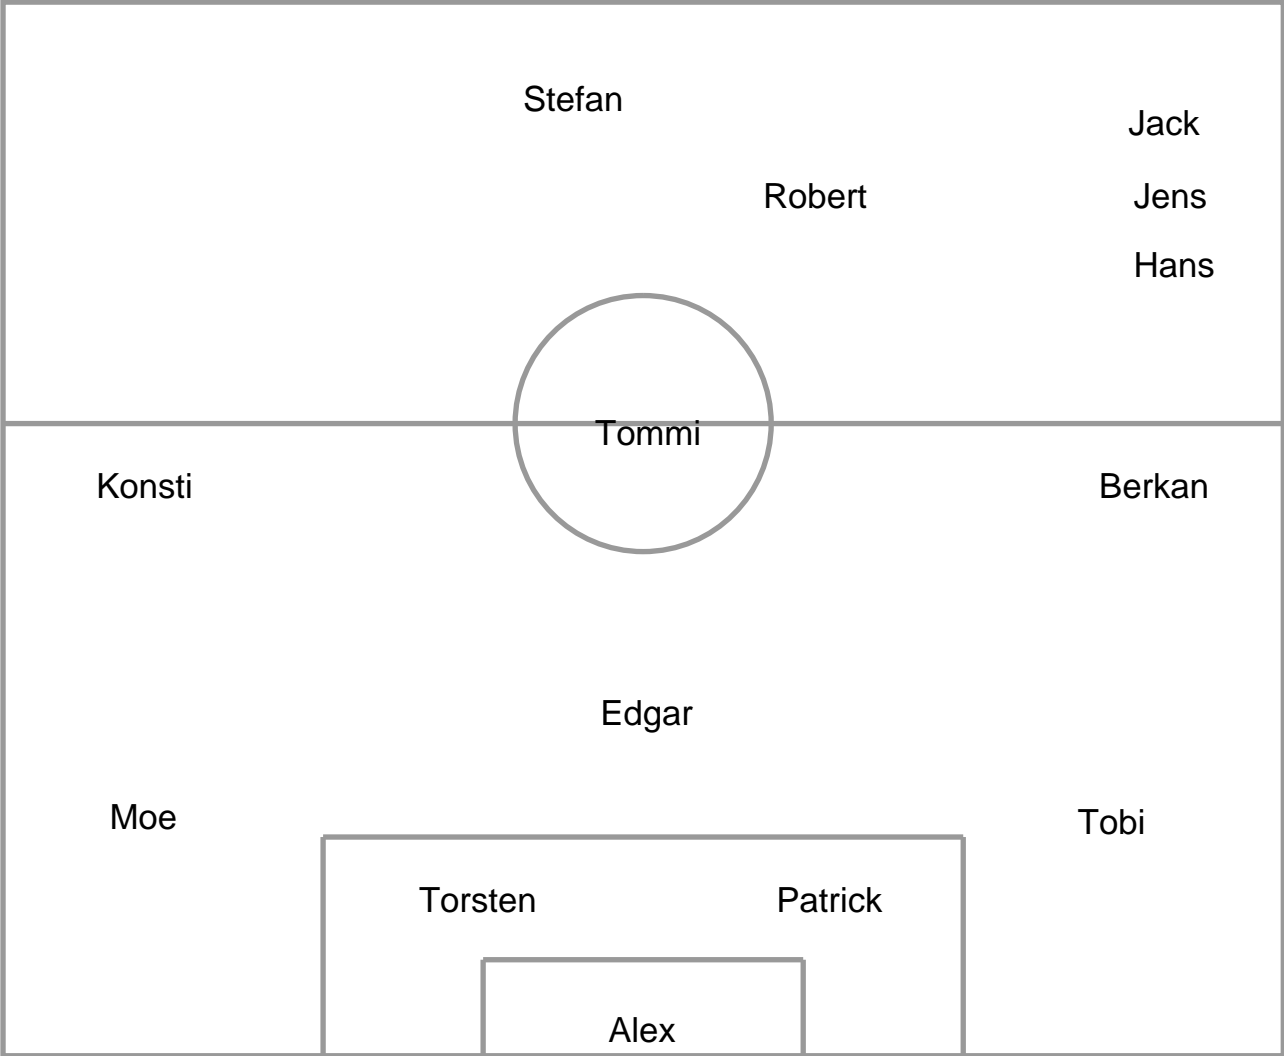 Stefan
Jack
Robert
Jens
Hans
Tommi
Konsti
Berkan
Edgar
Moe
Tobi
Torsten
Patrick
Alex